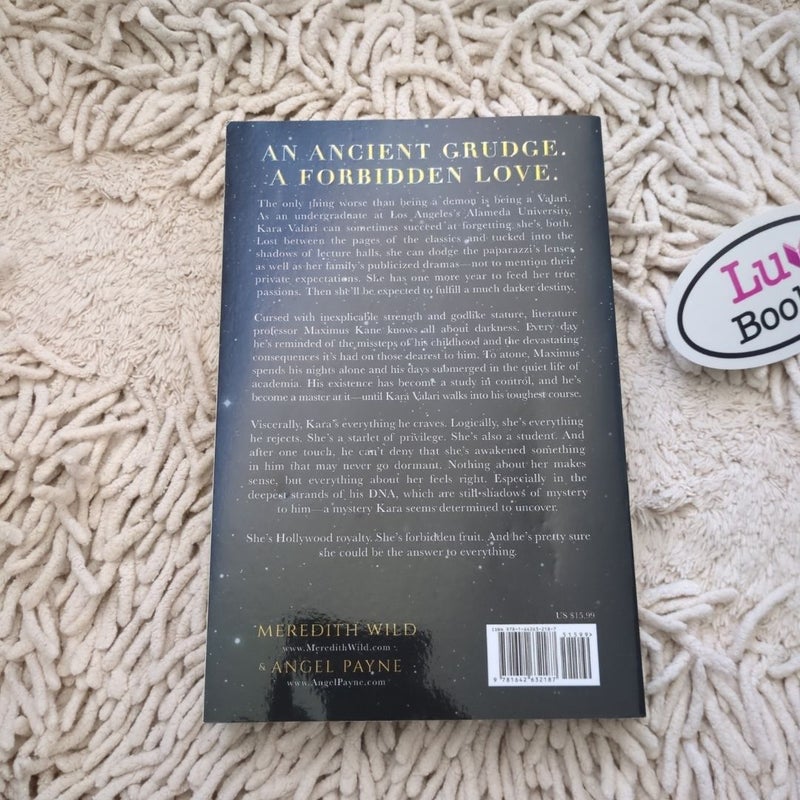 AN ANCIENT GRUDGE.
A FORBIDDEN LOVE.
The only thing worse than being a demon is being a Valari.
As an undergraduate at Los Angeles's Alameda University,
Kara Valari can sometimes succeed at forgetting she's both.
Lost between the pages of the classics and tucked into the
shadows of lecture halls, she can dodge the paparazzi's lenses
as well as her family's publicized dramas—not to mention their
private expectations. She has one more year to feed her true
passions. Then she'll be expected to fulfill a much darker destiny.
Cursed with inexplicable strength and godlike stature, literature
professor Maximus Kane knows all about darkness. Every day
he's reminded of the missteps of his childhood and the devastating
consequences it's had on those dearest to him. To atone, Maximus
spends his nights alone and his days submerged in the quiet life of
academia. His existence has become a study in control, and he's
become a master at it—until Kara Valari walks into his toughest course.
Viscerally, Kara's everything he craves. Logically, she's everything
he rejects. She's a starlet of privilege. She's also a student. And
after one touch, he can't deny that she's awakened something
in him that may never go dormant. Nothing about her makes
sense, but everything about her feels right. Especially in the
deepest strands of his DNA, which are still shadows of mystery
to him—a mystery Kara seems determined to uncover.
She's Hollywood royalty. She's forbidden fruit. And he's pretty sure
she could be the answer to everything.
US $15.99
MEREDITH WILD
www.MeredithWild.com
& ANGEL PAYNE
www.AngelPayne.com
ISBN 978-1-64263-218-7
51599>
9 781642 632187
Book